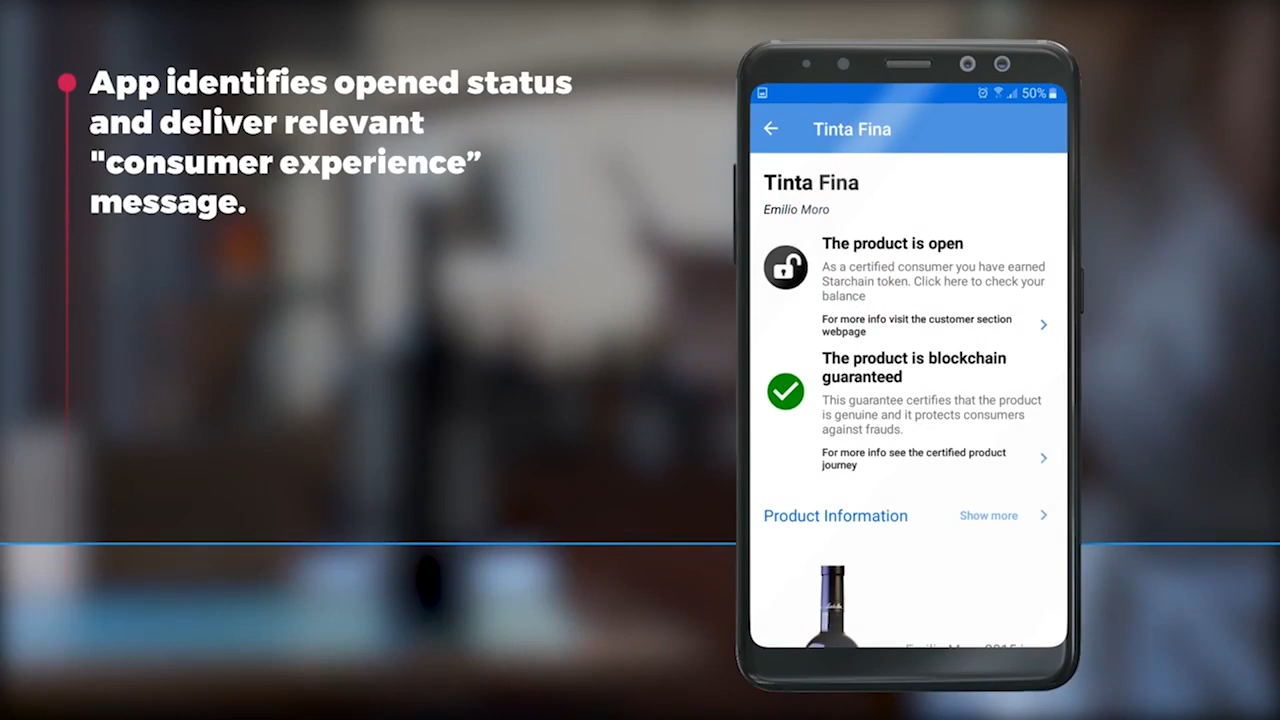 App identifies opened status
and deliver relevant
"consumer experience”
message.
50%
Tinta Fina
Tinta Fina
Emilio Moro
The product is open
As a certified consumer you have earned
Starchain token. Click here to check your
balance
For more info visit the customer section
webpage
The product is blockchain
guaranteed
This guarantee certifies that the product
is genuine and it protects consumers
against frauds.
For more info see the certified product
journey
Product Information
Show more